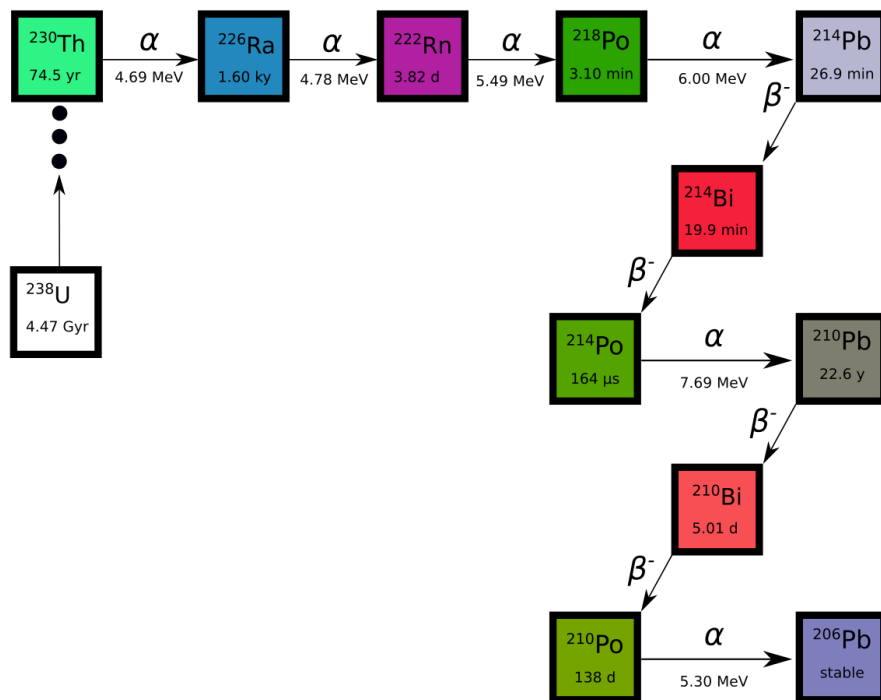 ²³⁰Th
74.5 yr
α
4.69 MeV
²²⁶Ra
1.60 ky
α
4.78 MeV
²²²Rn
3.82 d
α
5.49 MeV
²¹⁸Po
3.10 min
α
6.00 MeV
²¹⁴Pb
26.9 min
β⁻
²¹⁴Bi
19.9 min
β⁻
²³⁸U
4.47 Gyr
²¹⁴Po
164 μs
α
7.69 MeV
²¹⁰Pb
22.6 y
β⁻
²¹⁰Bi
5.01 d
β⁻
²¹⁰Po
138 d
α
5.30 MeV
²⁰⁶Pb
stable